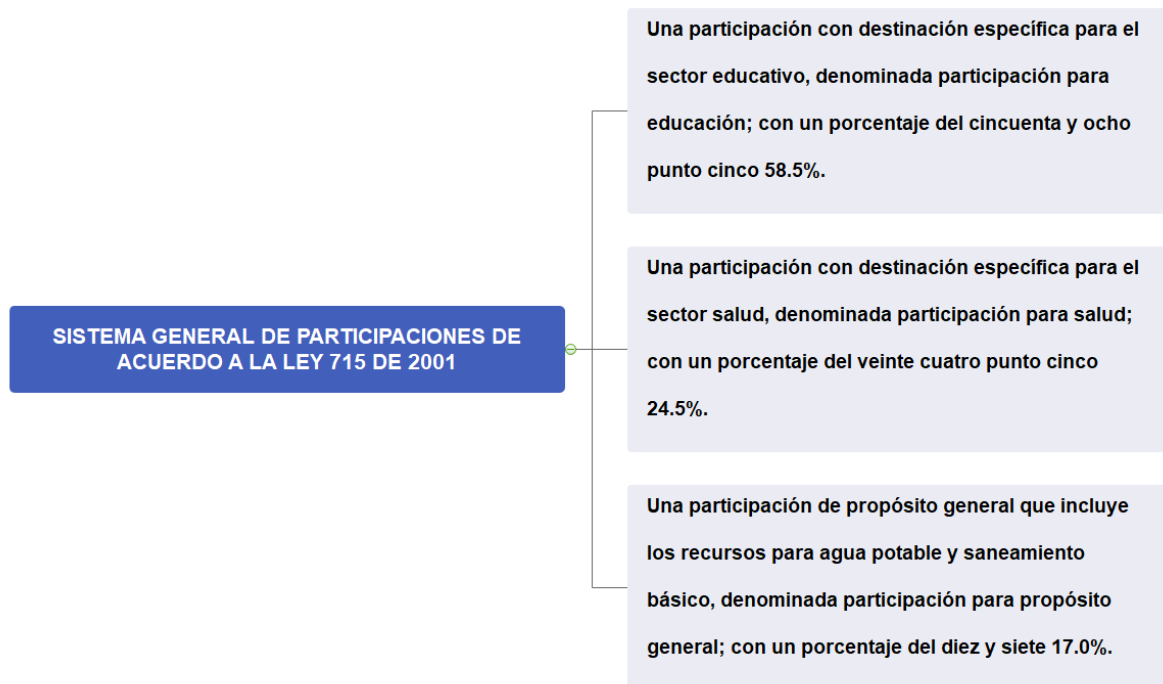 Una participación con destinación específica para el
sector educativo, denominada participación para
educación; con un porcentaje del cincuenta y ocho
punto cinco 58.5%.
SISTEMA GENERAL DE PARTICIPACIONES DE
ACUERDO A LA LEY 715 DE 2001
Una participación con destinación específica para el
sector salud, denominada participación para salud;
con un porcentaje del veinte cuatro punto cinco
24.5%.
Una participación de propósito general que incluye
los recursos para agua potable y saneamiento
básico, denominada participación para propósito
general; con un porcentaje del diez y siete 17.0%.